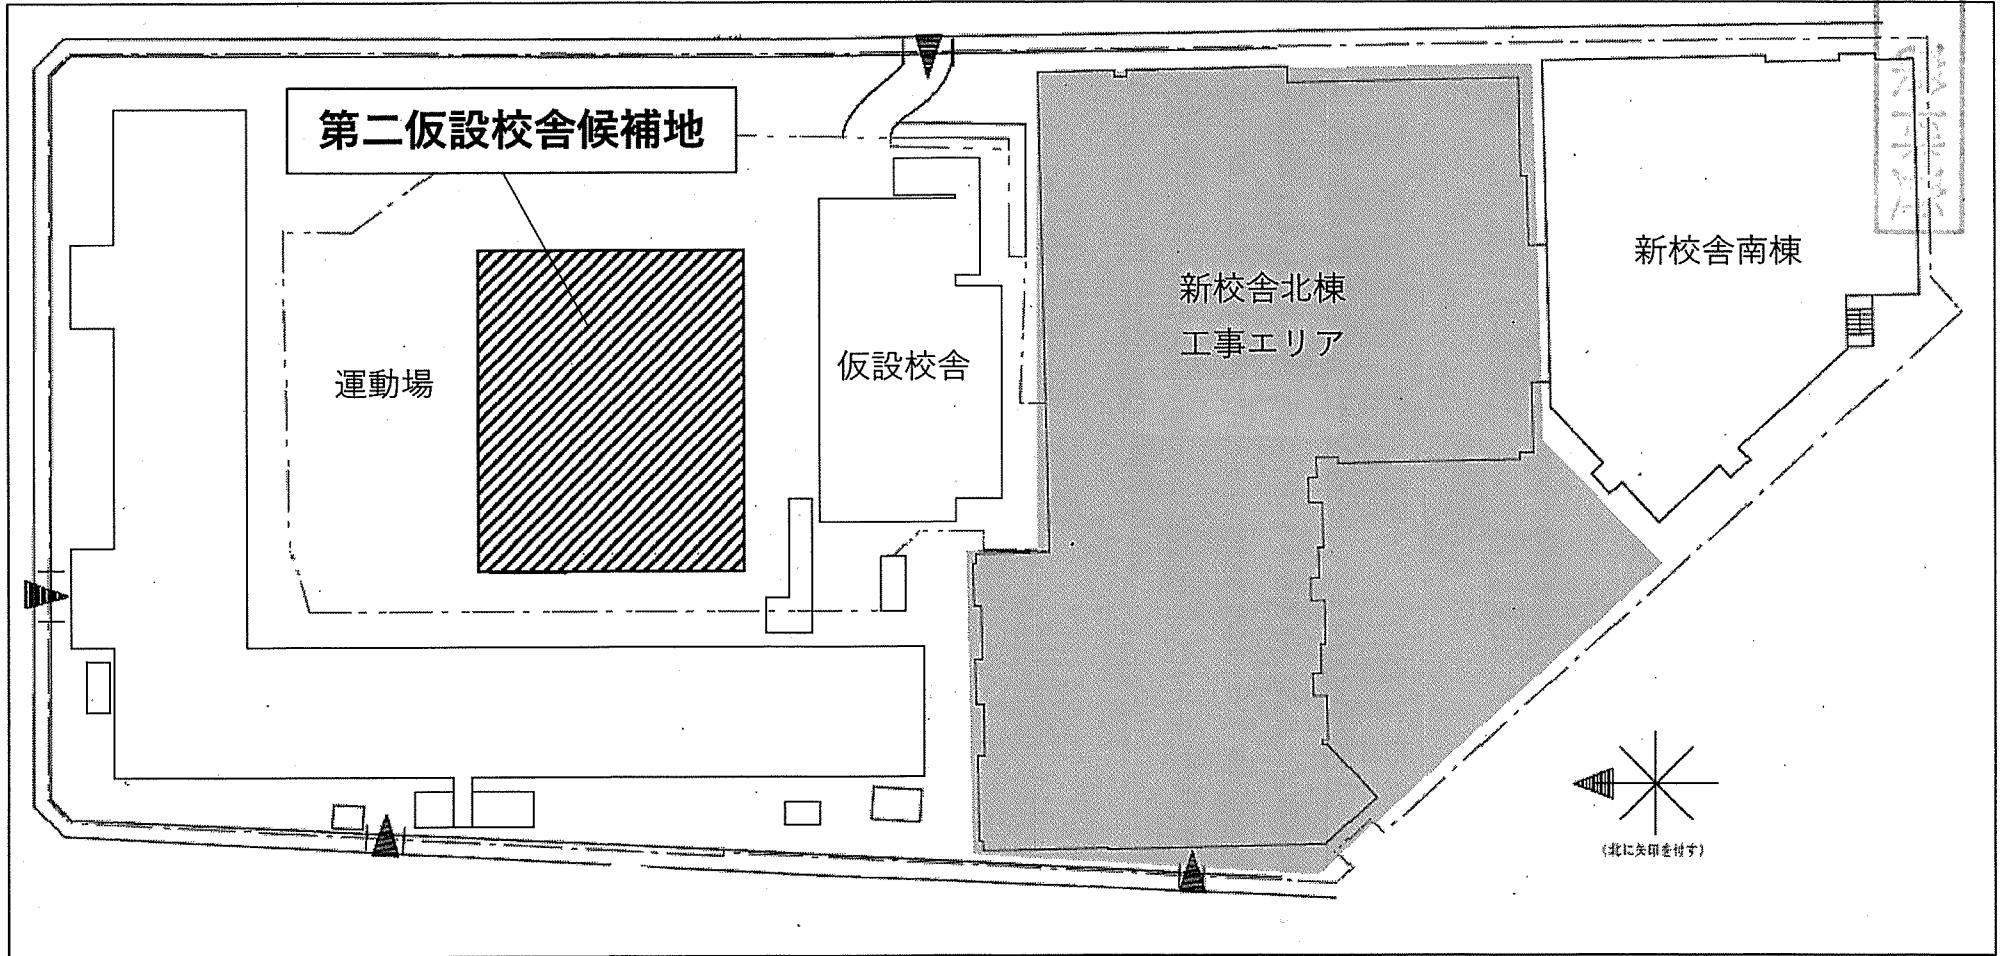 第二仮設校舎候補地
運動場
仮設校舎
新校舎北棟
工事エリア
新校舎南棟
(北に矢印を付す)